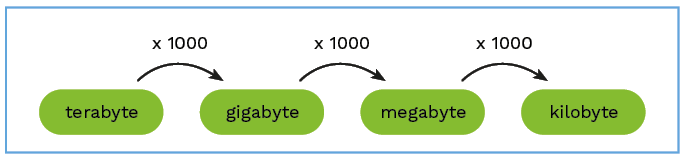 x 1000 x 1000 x 1000
terabyte gigabyte megabyte kilobyte